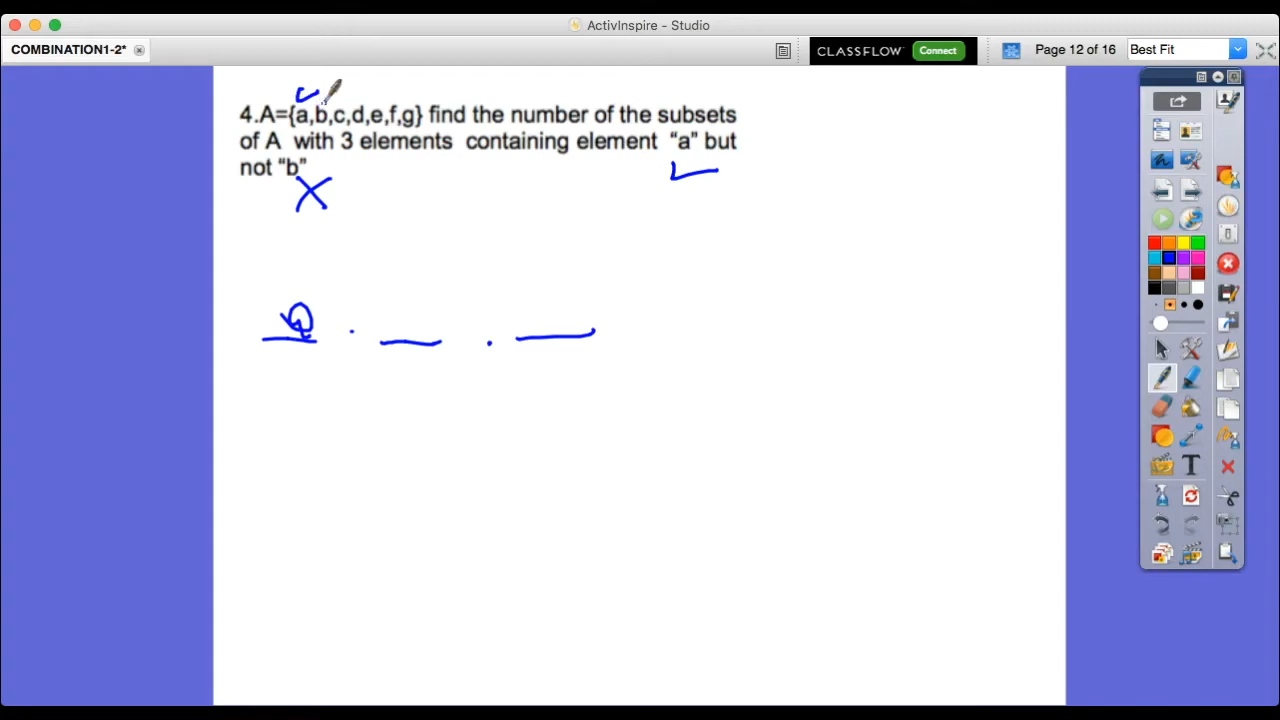 ActivInspire - Studio
COMBINATION1-2*
CLASSFLOW Connect
Page 12 of 16
Best Fit
4.A={a,b,c,d,e,f,g} find the number of the subsets
of A with 3 elements containing element "a" but
not "b"
T